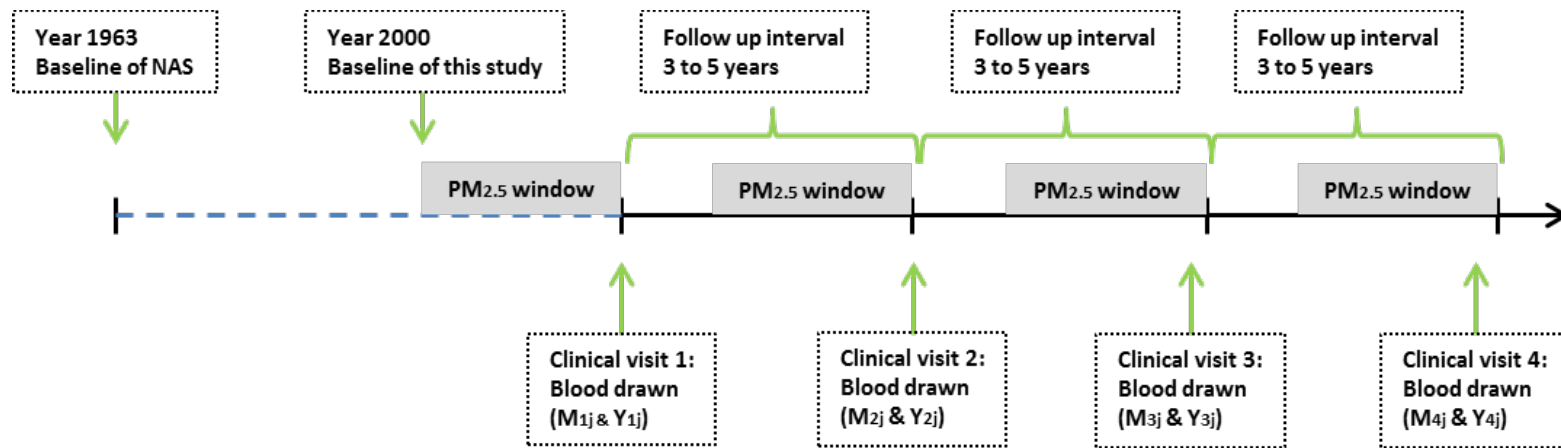 Year 1963
Baseline of NAS
Year 2000
Baseline of this study
Follow up interval
3 to 5 years
Follow up interval
3 to 5 years
Follow up interval
3 to 5 years
PM2.5 window
PM2.5 window
PM2.5 window
PM2.5 window
Clinical visit 1:
Blood drawn
(M1j & Y1j)
Clinical visit 2:
Blood drawn
(M2j & Y2j)
Clinical visit 3:
Blood drawn
(M3j & Y3j)
Clinical visit 4:
Blood drawn
(M4j & Y4j)